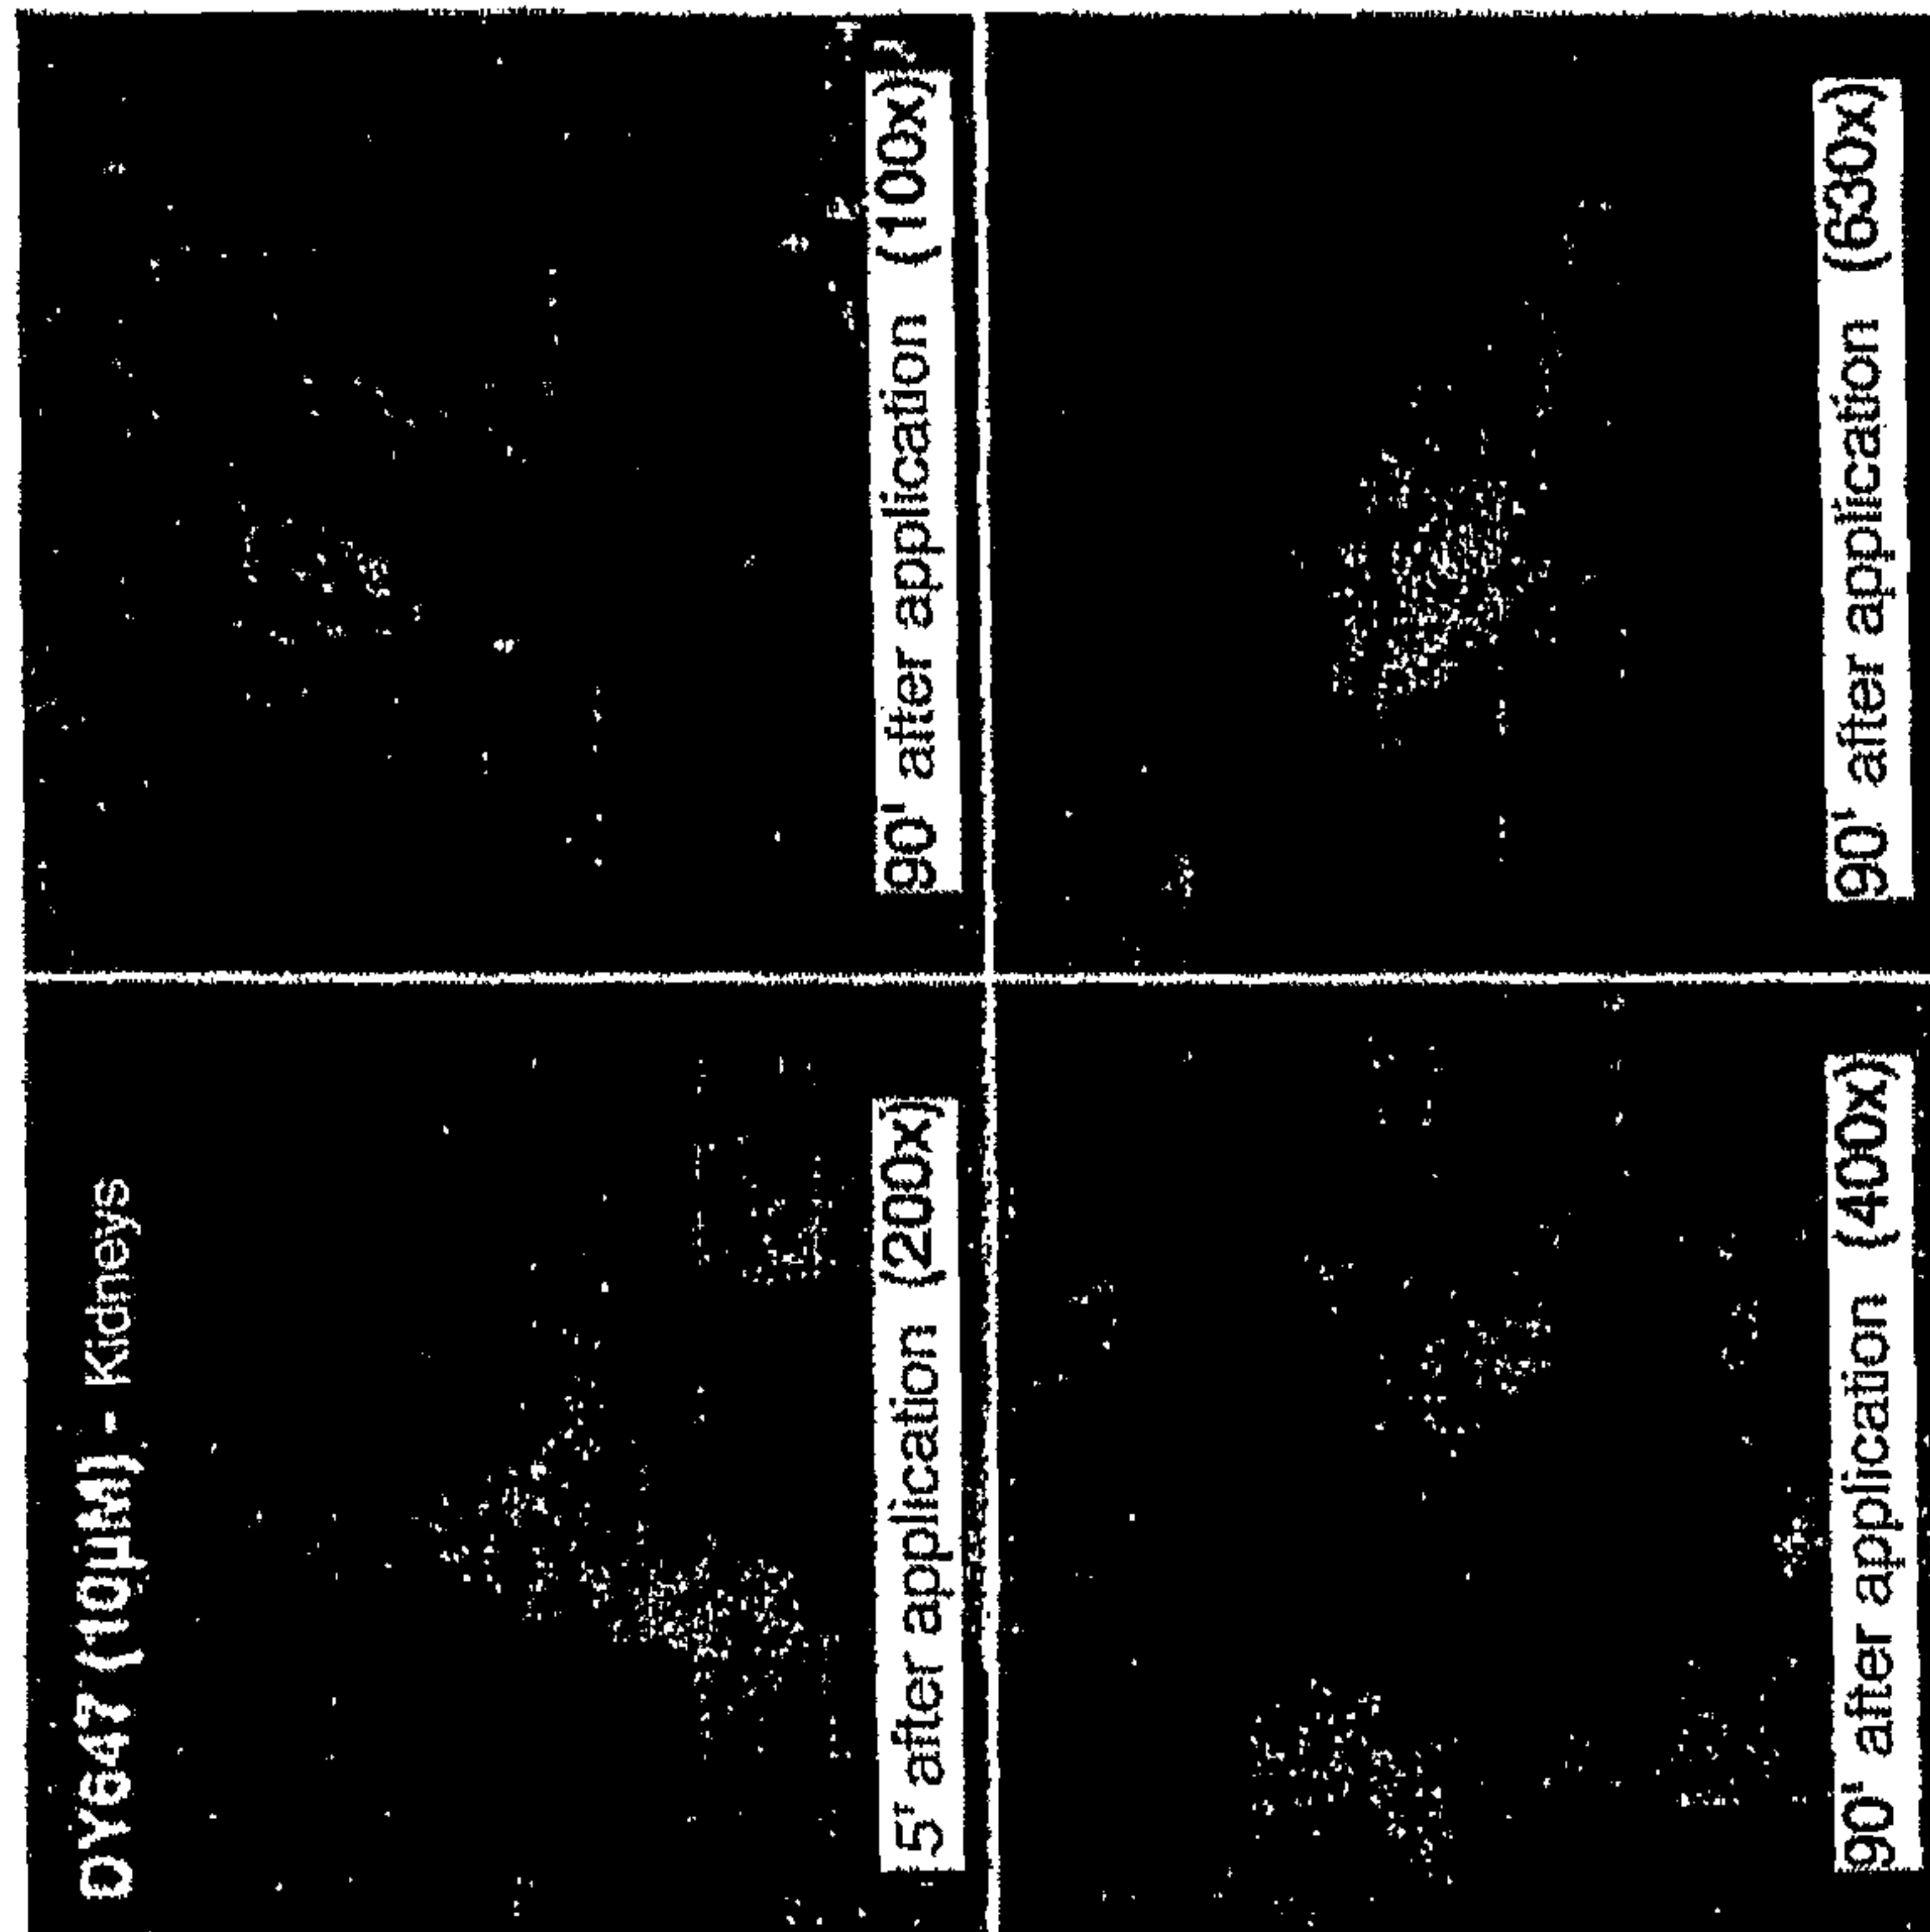 DY647 (10µM) - Kidneys
5' after application (200x)
90' after application (100x)
90' after application (400x)
90' after application (630x)